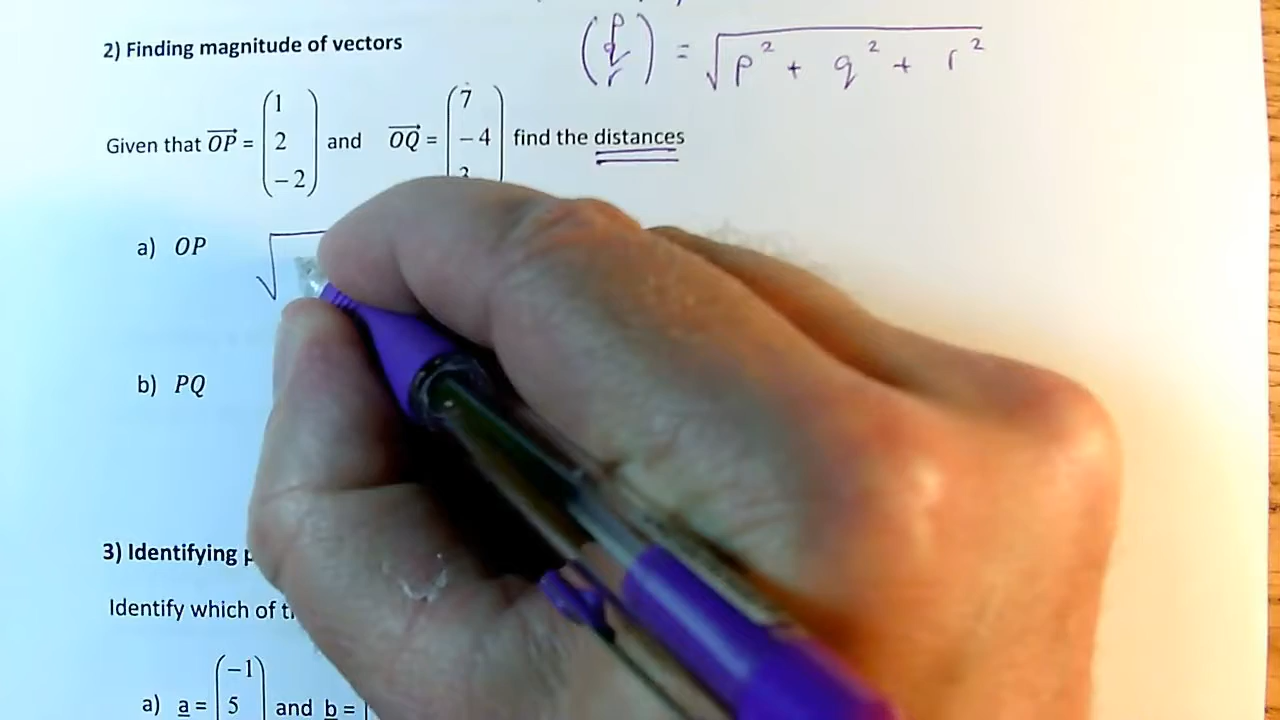 2) Finding magnitude of vectors
(p q r) = √p² + q² + r²
Given that OP = (1 2 -2) and OQ = (7 -4 find the distances
a) OP √
b) PQ
3) Identifying
Identify which of
a) a = (-1 5 and b =